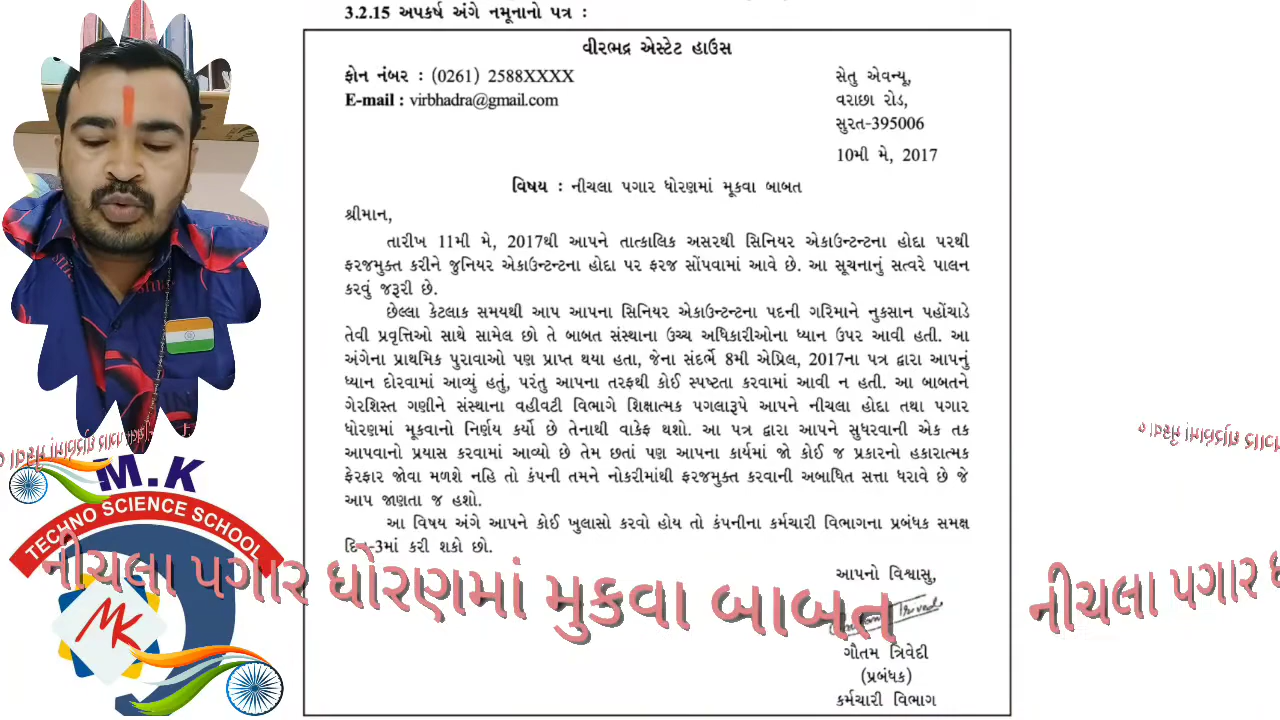 3.2.15 અપકર્ષ અંગે નમૂનાનો પત્ર :
વીરભદ્ર એસ્ટેટ હાઉસ
ફોન નંબર : (0261) 2588XXXX
E-mail : virbhadra@gmail.com
સેતુ એવન્યૂ,
વરાછા રોડ,
સુરત-395006
10મી મે, 2017
વિષય : નીચલા પગાર ધોરણમાં મૂકવા બાબત
શ્રીમાન,
તારીખ 11મી મે, 2017થી આપને તાત્કાલિક અસરથી સિનિયર એકાઉન્ટન્ટના હોદ્દા પરથી
ફરજમુક્ત કરીને જુનિયર એકાઉન્ટન્ટના હોદ્દા પર ફરજ સોંપવામાં આવે છે. આ સૂચનાનું સત્વરે પાલન
કરવું જરૂરી છે.
છેલ્લા કેટલાક સમયથી આપ આપના સિનિયર એકાઉન્ટન્ટના પદની ગરિમાને નુકસાન પહોંચાડે
તેવી પ્રવૃત્તિઓ સાથે સામેલ છો તે બાબત સંસ્થાના ઉચ્ચ અધિકારીઓના ધ્યાન ઉપર આવી હતી. આ
અંગેના પ્રાથમિક પુરાવાઓ પણ પ્રાપ્ત થયા હતા, જેના સંદર્ભે 8મી એપ્રિલ, 2017ના પત્ર દ્વારા આપનું
ધ્યાન દોરવામાં આવ્યું હતું, પરંતુ આપના તરફથી કોઈ સ્પષ્ટતા કરવામાં આવી ન હતી. આ બાબતને
ગેરશિસ્ત ગણીને સંસ્થાના વહીવટી વિભાગે શિક્ષાત્મક પગલારૂપે આપને નીચલા હોદ્દા તથા પગાર
ધોરણમાં મૂકવાનો નિર્ણય કર્યો છે તેનાથી વાકેફ થશો. આ પત્ર દ્વારા આપને સુધરવાની એક તક
આપવાનો પ્રયાસ કરવામાં આવ્યો છે તેમ છતાં પણ આપના કાર્યમાં જો કોઈ જ પ્રકારનો હકારાત્મક
ફેરફાર જોવા મળશે નહિ તો કંપની તમને નોકરીમાંથી ફરજમુક્ત કરવાની અબાધિત સત્તા ધરાવે છે જે
આપ જાણતા જ હશો.
આ વિષય અંગે આપને કોઈ ખુલાસો કરવો હોય તો કંપનીના કર્મચારી વિભાગના પ્રબંધક સમક્ષ
દિન-3માં કરી શકો છો.
આપનો વિશ્વાસુ,
ગૌતમ ત્રિવેદી
(પ્રબંધક)
કર્મચારી વિભાગ
M.K
TECHNO SCIENCE SCHOOL
MK
નીચલા પગાર ધોરણમાં મુકવા બાબત
નીચલા પગાર